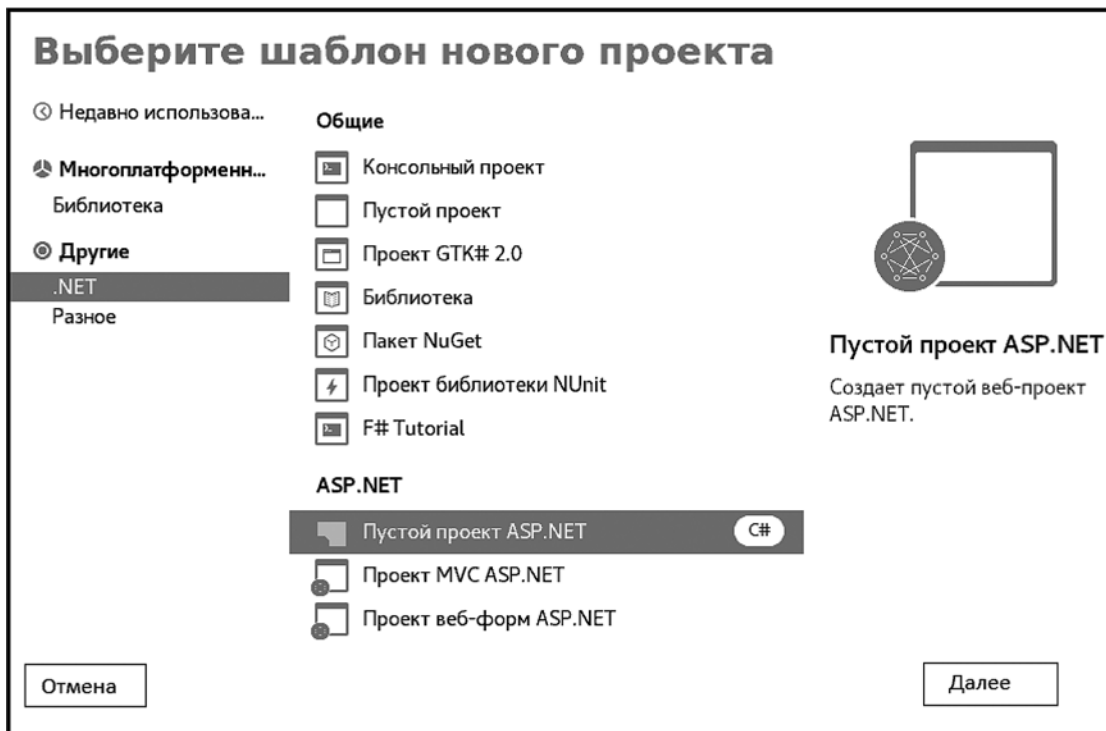 Выберите шаблон нового проекта
Недавно использова...
Многоплатформенн...
Библиотека
Другие
.NET
Разное
Общие
Консольный проект
Пустой проект
Проект GTK# 2.0
Библиотека
Пакет NuGet
Проект библиотеки NUnit
F# Tutorial
ASP.NET
Пустой проект ASP.NET C#
Проект MVC ASP.NET
Проект веб-форм ASP.NET
Пустой проект ASP.NET
Создает пустой веб-проект
ASP.NET.
Отмена
Далее